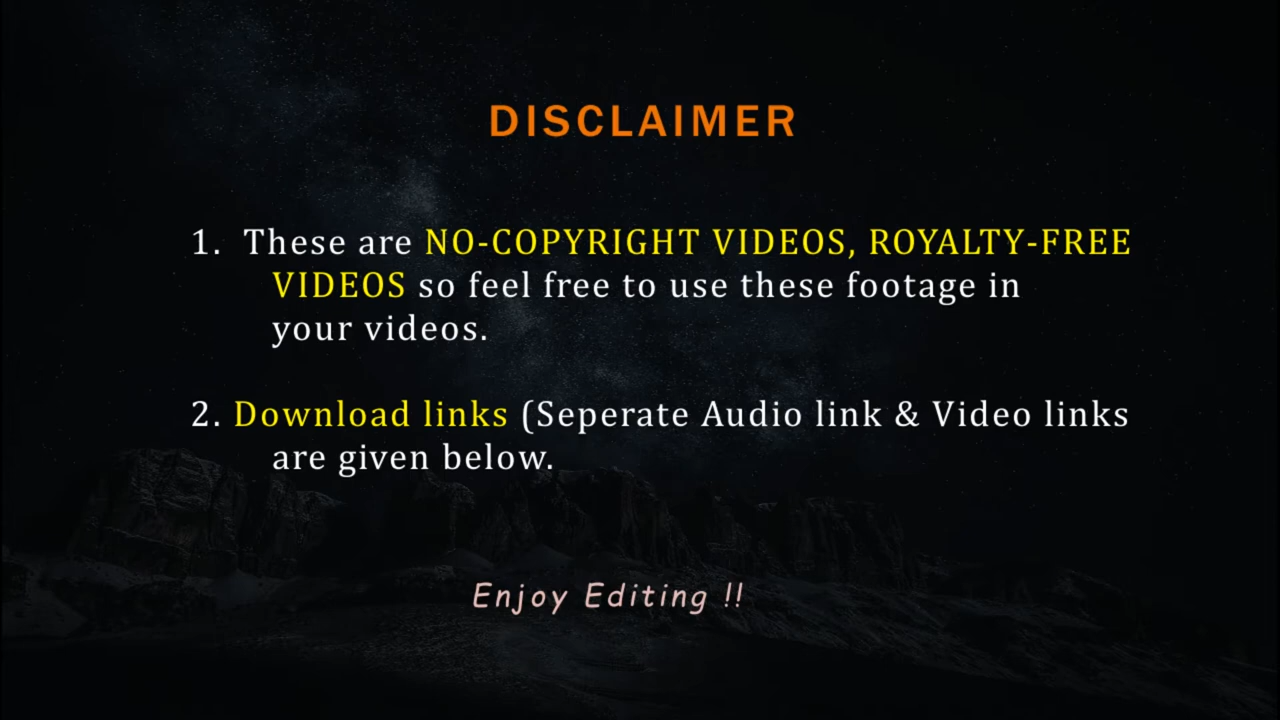 DISCLAIMER
1. These are NO-COPYRIGHT VIDEOS, ROYALTY-FREE
VIDEOS so feel free to use these footage in
your videos.
2. Download links (Seperate Audio link & Video links
are given below.
Enjoy Editing !!